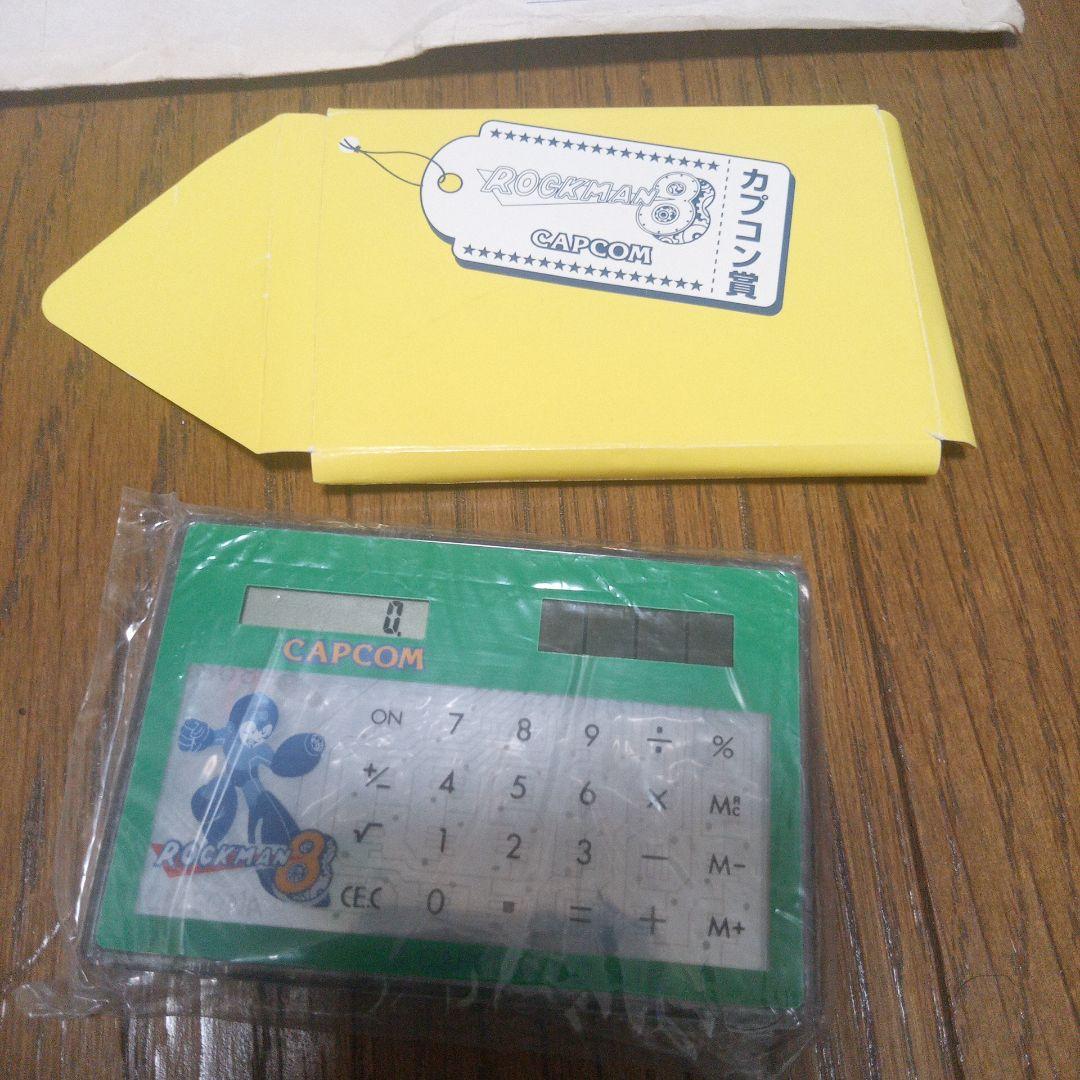 ROCKMAN 8
CAPCOM
カプコン賞
0.
CAPCOM
ON 7 8 9 ÷ %
+/− 4 5 6 × MRC
√ 1 2 3 − M−
CE.C 0 . = + M+
ROCKMAN 8